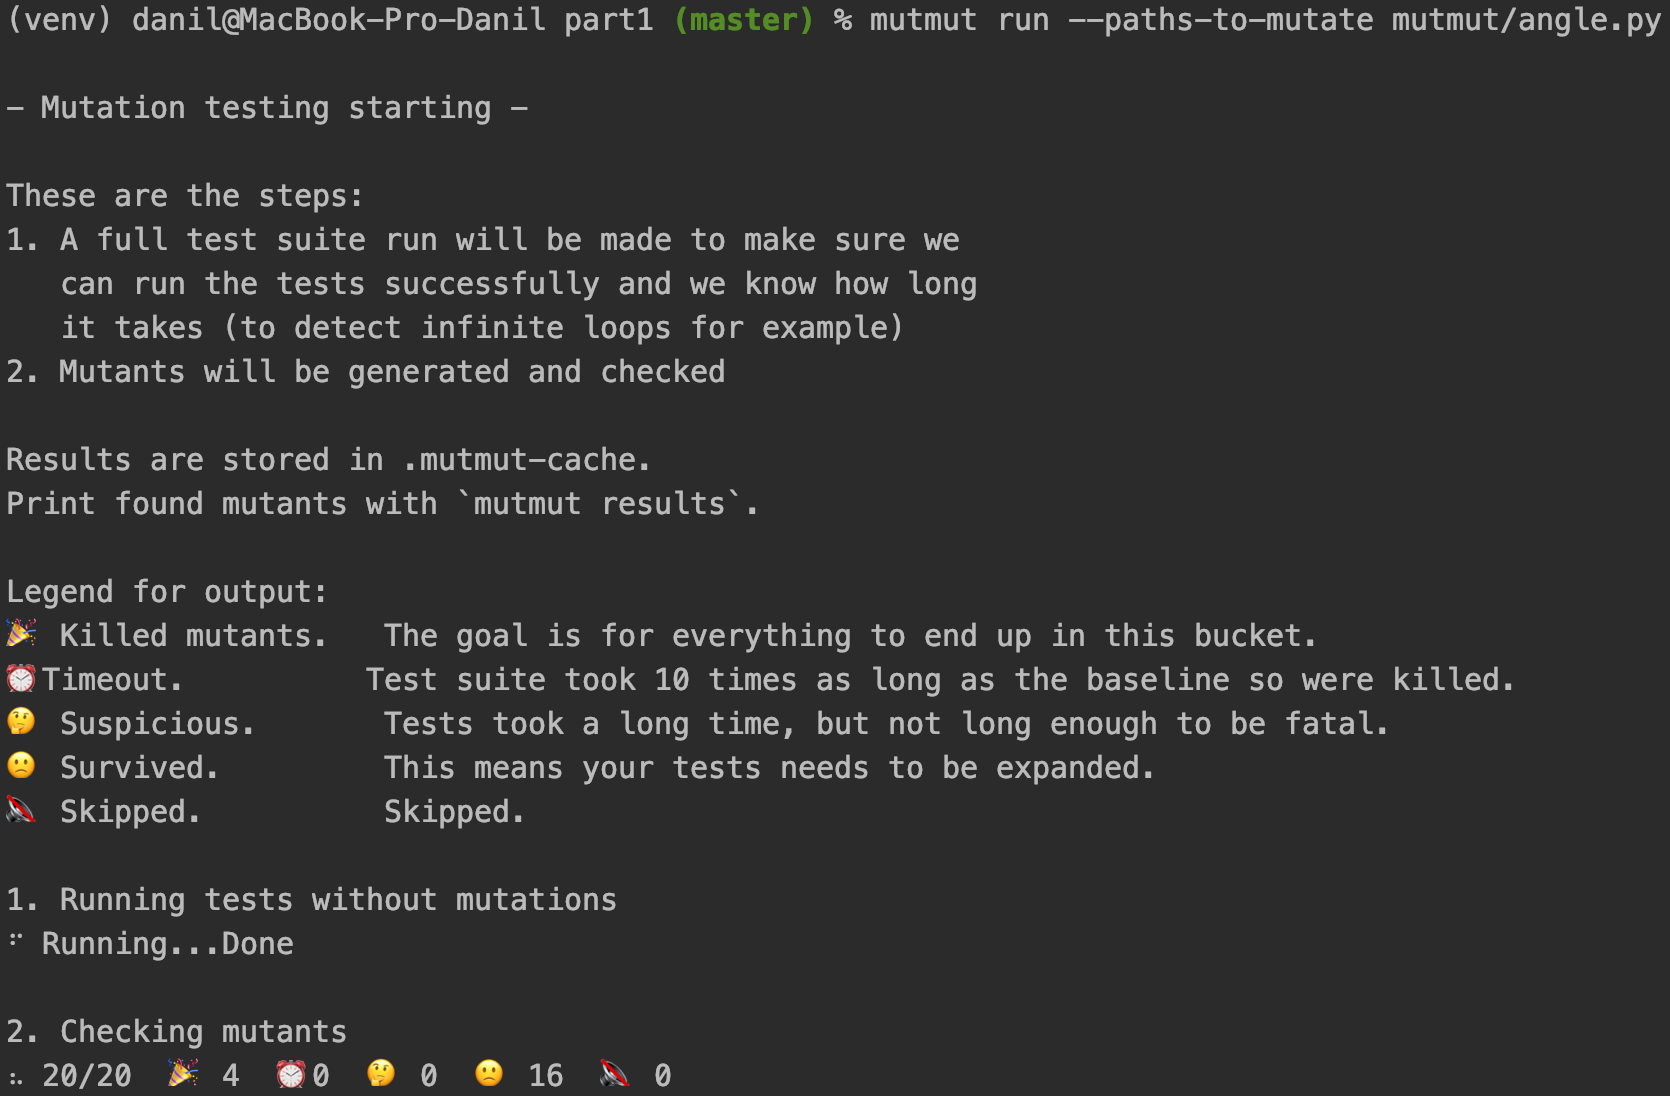 (venv) danil@MacBook-Pro-Danil part1 (master) % mutmut run --paths-to-mutate mutmut/angle.py
- Mutation testing starting -
These are the steps:
1. A full test suite run will be made to make sure we
can run the tests successfully and we know how long
it takes (to detect infinite loops for example)
2. Mutants will be generated and checked
Results are stored in .mutmut-cache.
Print found mutants with `mutmut results`.
Legend for output:
🎉 Killed mutants.   The goal is for everything to end up in this bucket.
⏰Timeout.          Test suite took 10 times as long as the baseline so were killed.
🤔 Suspicious.       Tests took a long time, but not long enough to be fatal.
🙁 Survived.         This means your tests needs to be expanded.
🔇 Skipped.          Skipped.
1. Running tests without mutations
⠋ Running...Done
2. Checking mutants
⠦ 20/20  🎉 4  ⏰0  🤔 0  🙁 16  🔇 0